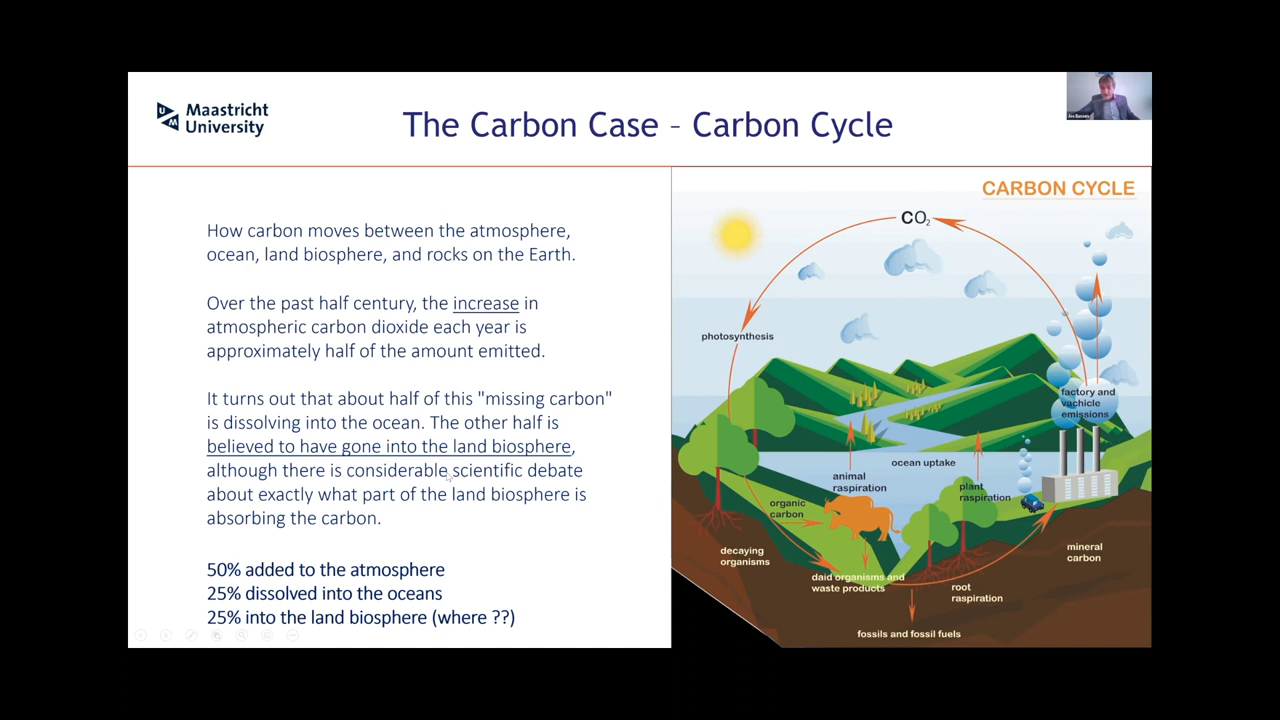 Maastricht
University
The Carbon Case – Carbon Cycle
How carbon moves between the atmosphere,
ocean, land biosphere, and rocks on the Earth.
Over the past half century, the increase in
atmospheric carbon dioxide each year is
approximately half of the amount emitted.
It turns out that about half of this "missing carbon"
is dissolving into the ocean. The other half is
believed to have gone into the land biosphere,
although there is considerable scientific debate
about exactly what part of the land biosphere is
absorbing the carbon.
50% added to the atmosphere
25% dissolved into the oceans
25% into the land biosphere (where ??)
CARBON CYCLE
CO2
photosynthesis
factory and
vachicle
emissions
ocean uptake
animal
raspiration
plant
raspiration
organic
carbon
decaying
organisms
mineral
carbon
daid organisms and
waste products
root
raspiration
fossils and fossil fuels